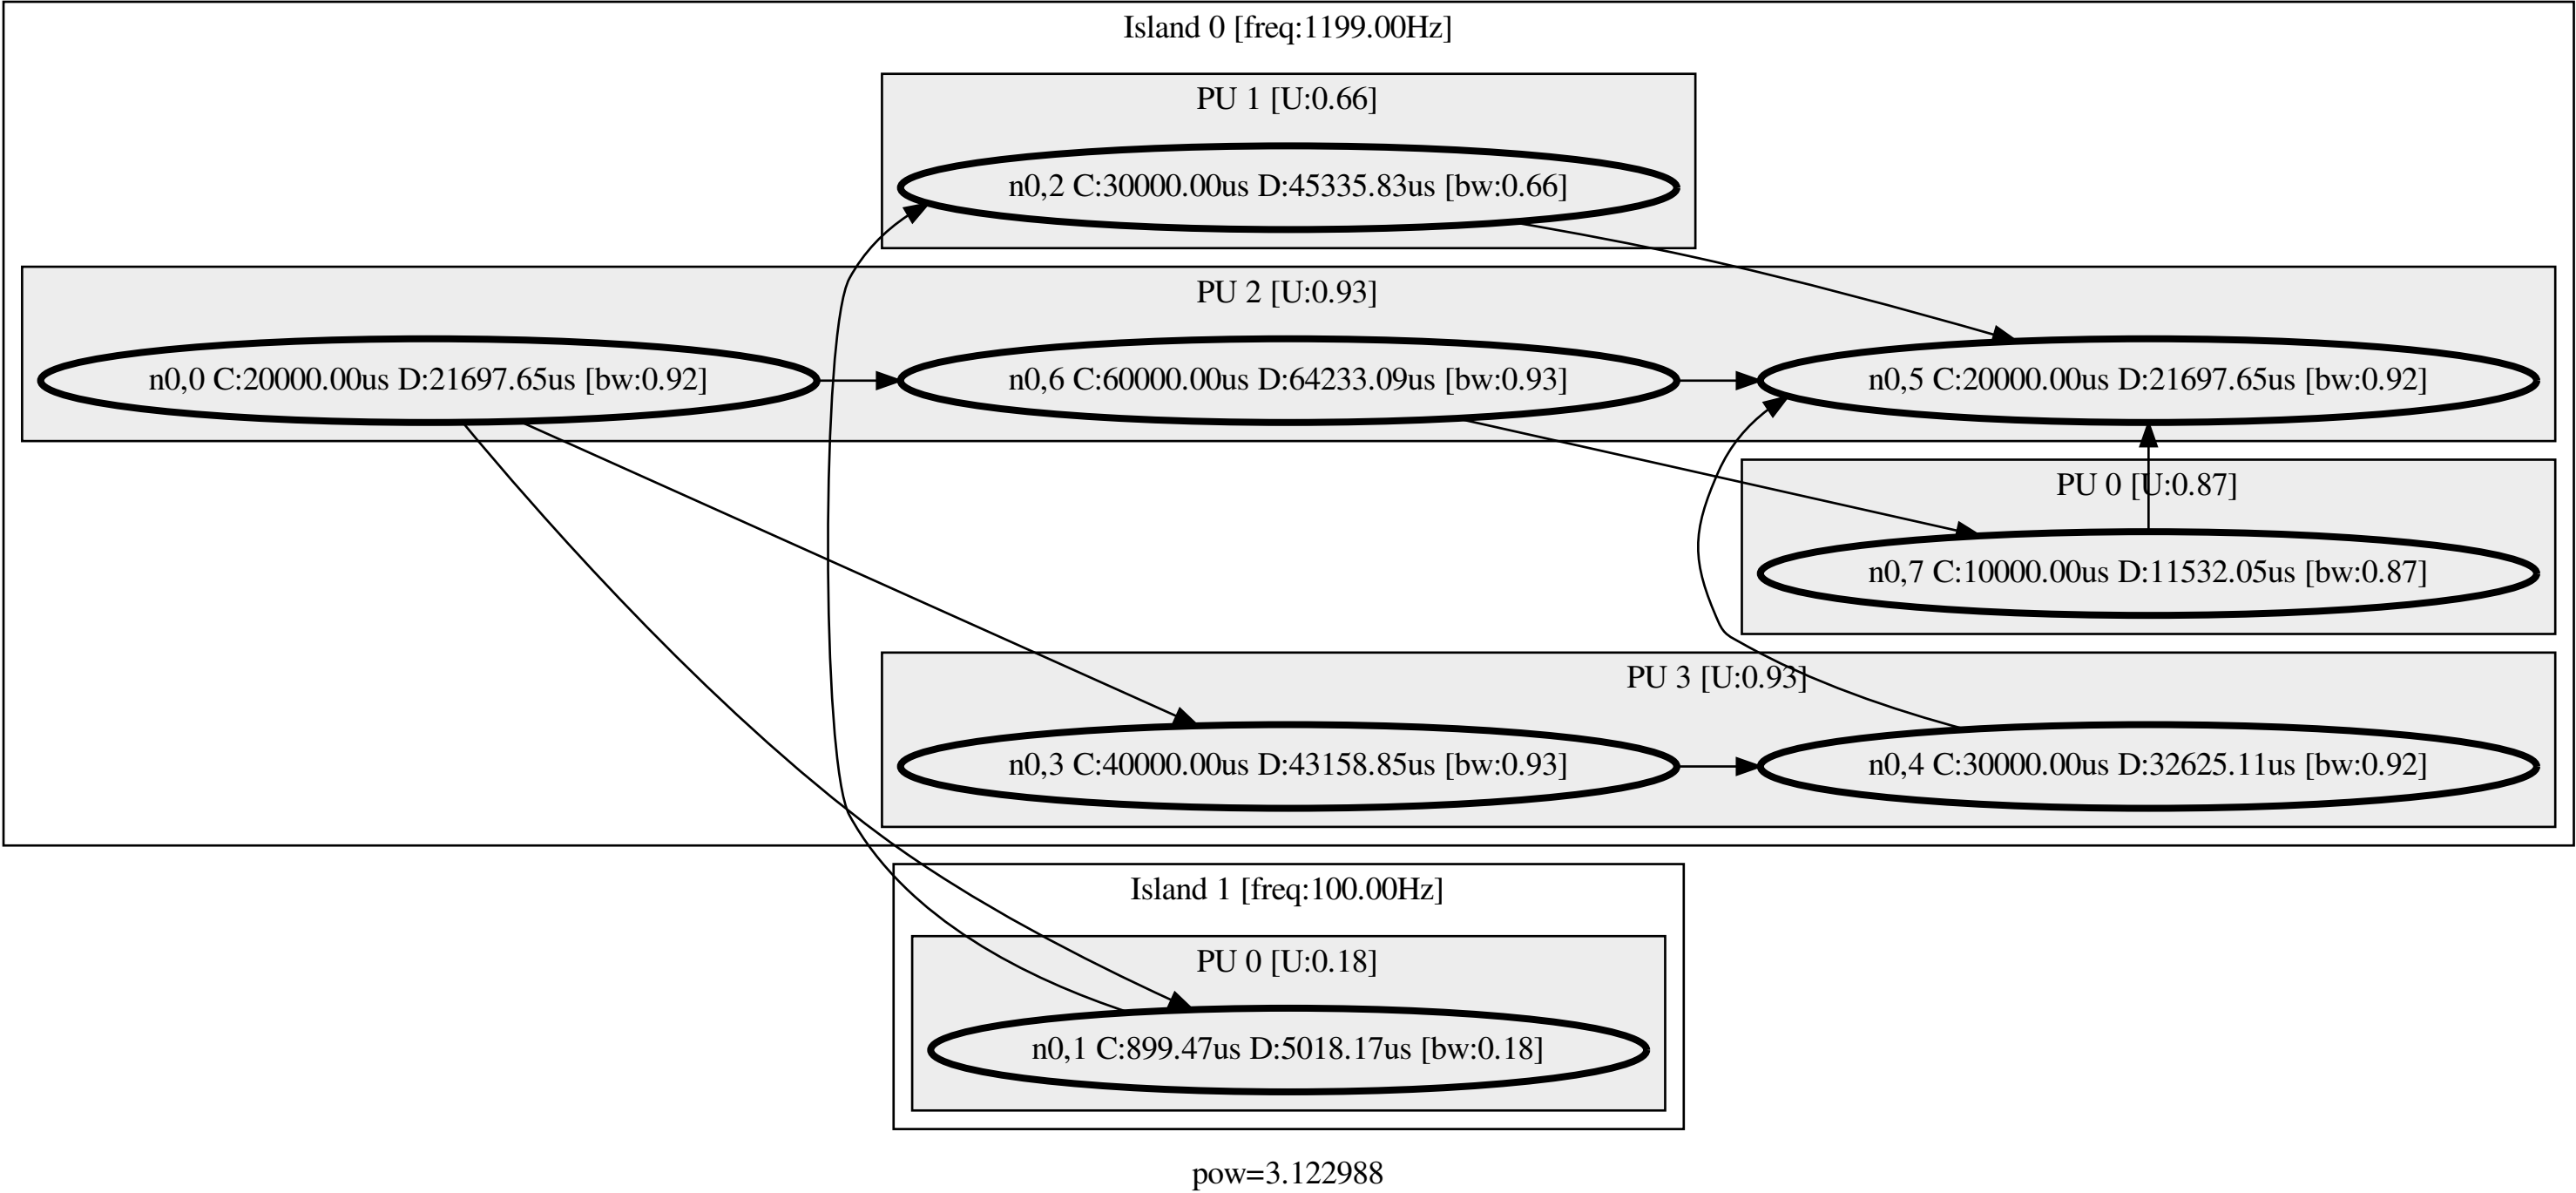 Island 0 [freq:1199.00Hz]
PU 1 [U:0.66]
n0,2 C:30000.00us D:45335.83us [bw:0.66]
PU 2 [U:0.93]
n0,0 C:20000.00us D:21697.65us [bw:0.92]
n0,6 C:60000.00us D:64233.09us [bw:0.93]
n0,5 C:20000.00us D:21697.65us [bw:0.92]
PU 0 [U:0.87]
n0,7 C:10000.00us D:11532.05us [bw:0.87]
PU 3 [U:0.93]
n0,3 C:40000.00us D:43158.85us [bw:0.93]
n0,4 C:30000.00us D:32625.11us [bw:0.92]
Island 1 [freq:100.00Hz]
PU 0 [U:0.18]
n0,1 C:899.47us D:5018.17us [bw:0.18]
pow=3.122988